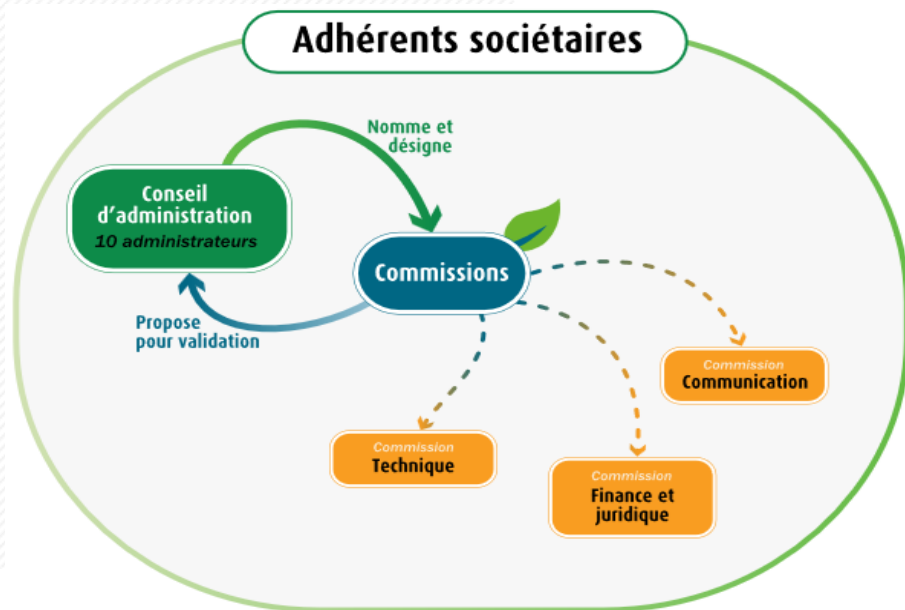 Adhérents sociétaires
Nomme et
désigne
Conseil
d'administration
10 administrateurs
Commissions
Propose
pour validation
Commission
Communication
Commission
Technique
Commission
Finance et
juridique